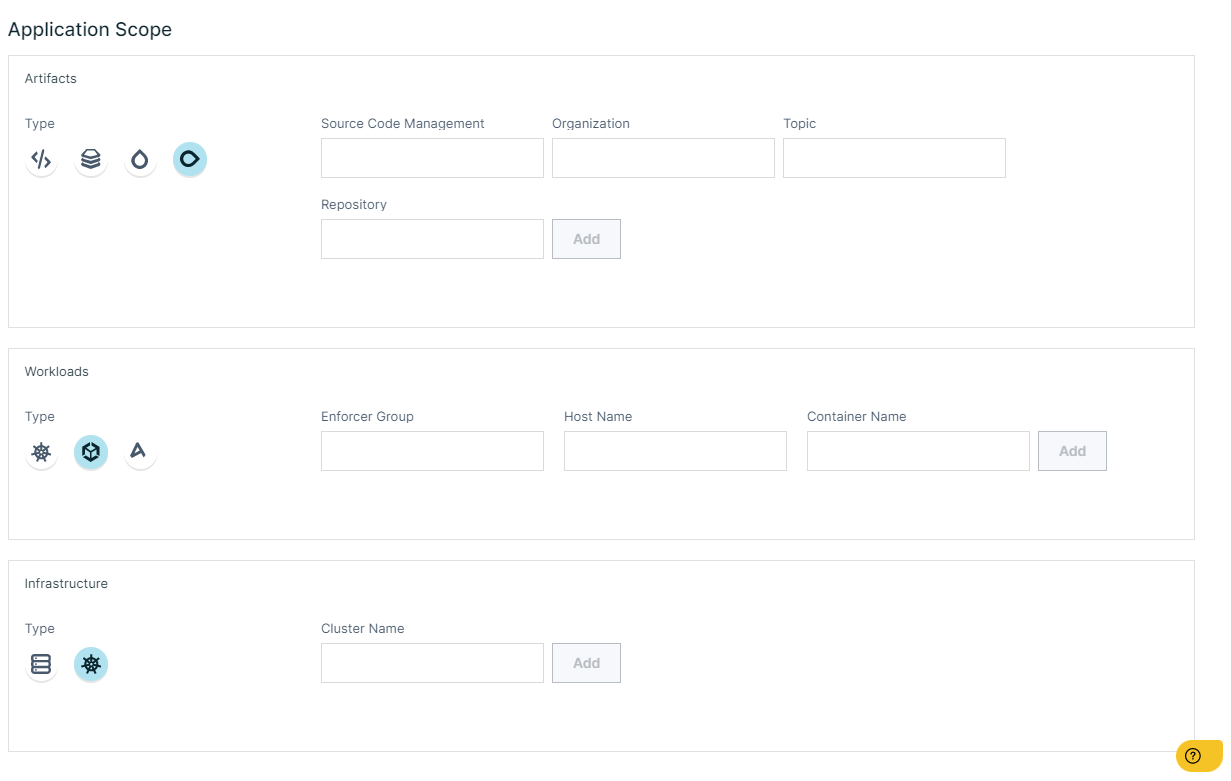 Application Scope
Artifacts
Type
Source Code Management
Organization
Topic
Repository
Add
Workloads
Type
Enforcer Group
Host Name
Container Name
Add
Infrastructure
Type
Cluster Name
Add